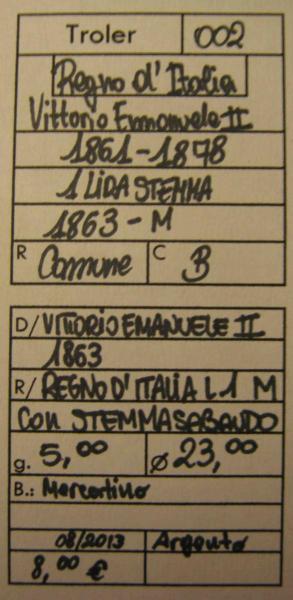 Troler 002
Regno d'Italia
Vittorio Emanuele II
1861-1878
1 LIRA STEMMA
1863 - M
R Comune C B
D/ VITTORIO EMANUELE II
1863
R/ REGNO D'ITALIA L 1 M
CON STEMMA SABAUDO
g. 5,00 ø 23,00
B.: Mercatino
08/2013 Argento
8,00 €